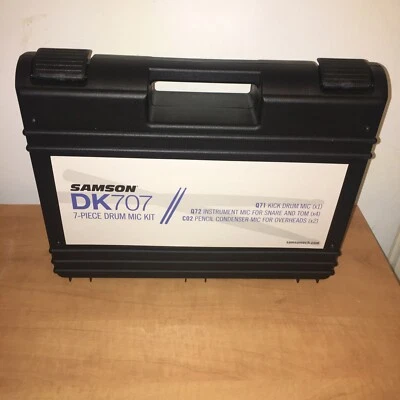 SAMSON
DK707
7-PIECE DRUM MIC KIT
Q71 KICK DRUM MIC (x1)
Q72 INSTRUMENT MIC FOR SNARE AND TOM (x4)
C02 PENCIL CONDENSER MIC FOR OVERHEADS (x2)
samsontech.com